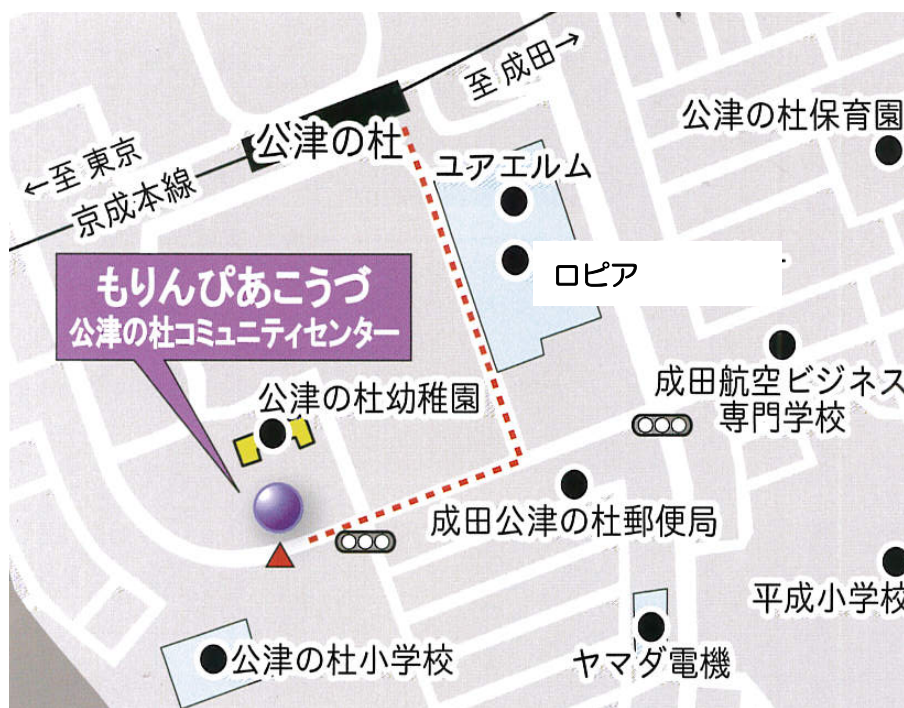 至 成田→
公津の杜
←至 東京
京成本線
公津の杜保育園
ユアエルム
ロピア
もりんぴあこうづ
公津の杜コミュニティセンター
成田航空ビジネス
専門学校
公津の杜幼稚園
成田公津の杜郵便局
平成小学校
公津の杜小学校
ヤマダ電機